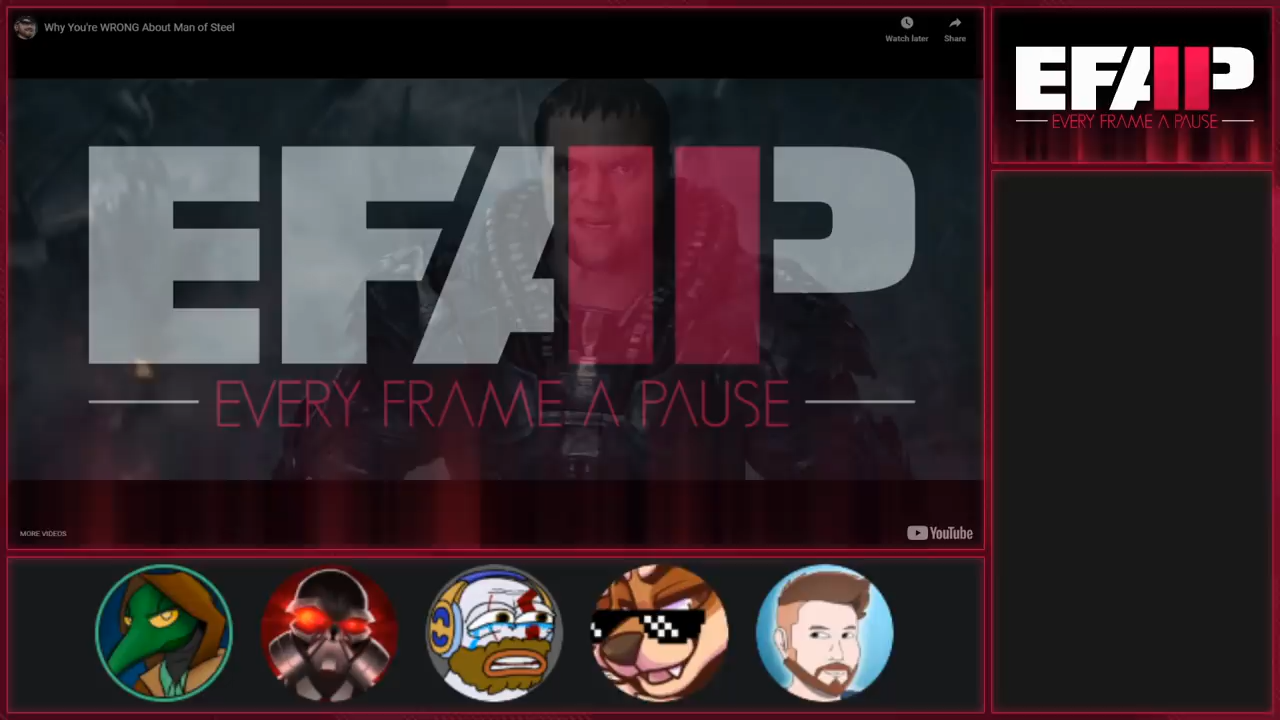 Why You're WRONG About Man of Steel
Watch later
Share
EFAP
EVERY FRAME A PAUSE
MORE VIDEOS
YouTube
EFAP
EVERY FRAME A PAUSE